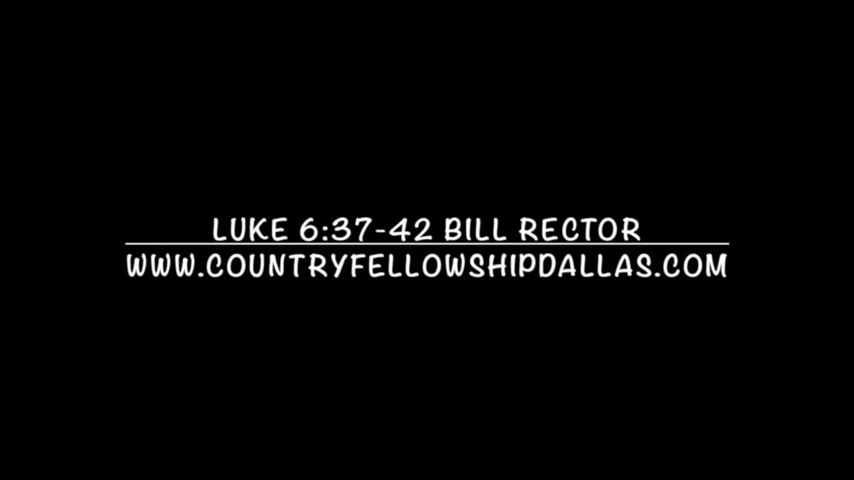 LUKE 6:37-42 BILL RECTOR
WWW.COUNTRYFELLOWSHIPDALLAS.COM